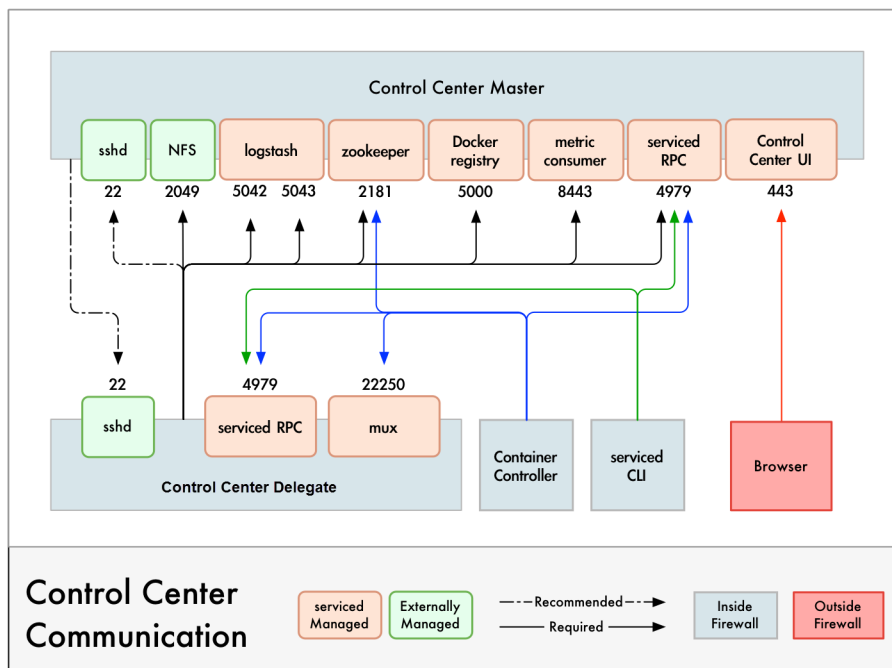 Control Center Master
sshd
NFS
logstash
zookeeper
Docker
registry
metric
consumer
serviced
RPC
Control
Center UI
22
2049
5042
5043
2181
5000
8443
4979
443
22
4979
22250
sshd
serviced RPC
mux
Control Center Delegate
Container
Controller
serviced
CLI
Browser
Control Center
Communication
serviced
Managed
Externally
Managed
Recommended
Required
Inside
Firewall
Outside
Firewall